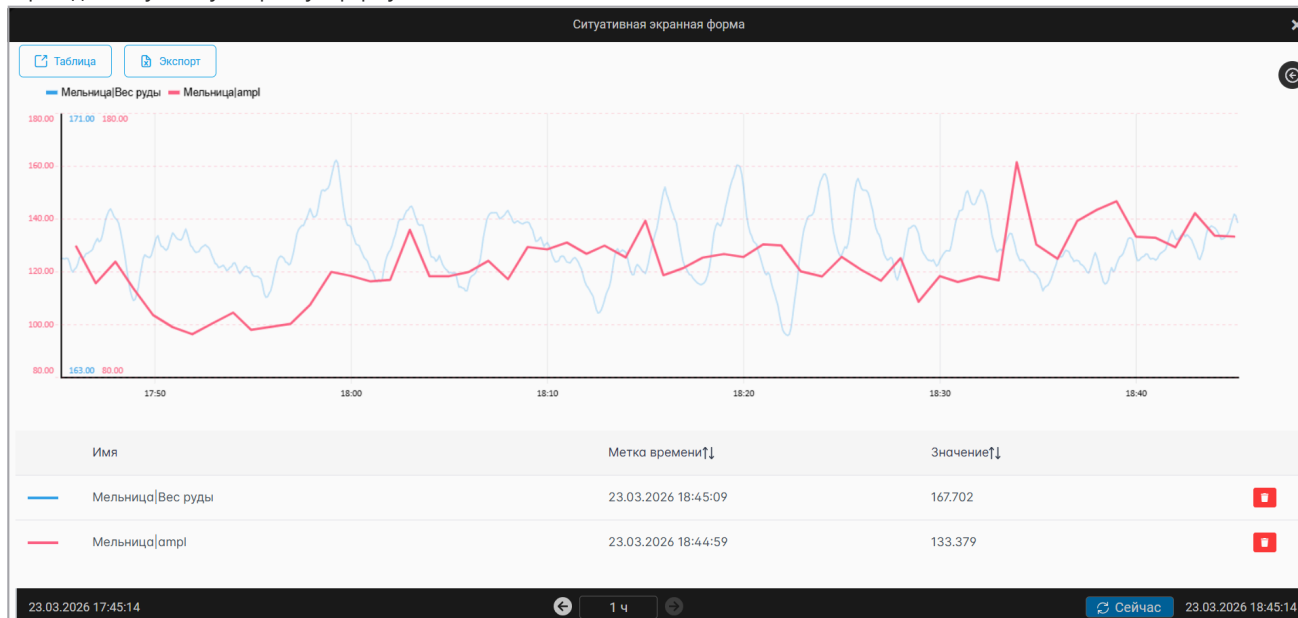 Ситуативная экранная форма
Таблица
Экспорт
Мельница|Вес руды Мельница|ampl
180.00 171.00 180.00
160.00
140.00
120.00
100.00
80.00 163.00 80.00
17:50 18:00 18:10 18:20 18:30 18:40
Имя Метка времени↑↓ Значение↑↓
Мельница|Вес руды 23.03.2026 18:45:09 167.702
Мельница|ampl 23.03.2026 18:44:59 133.379
23.03.2026 17:45:14 1 ч Сейчас 23.03.2026 18:45:14